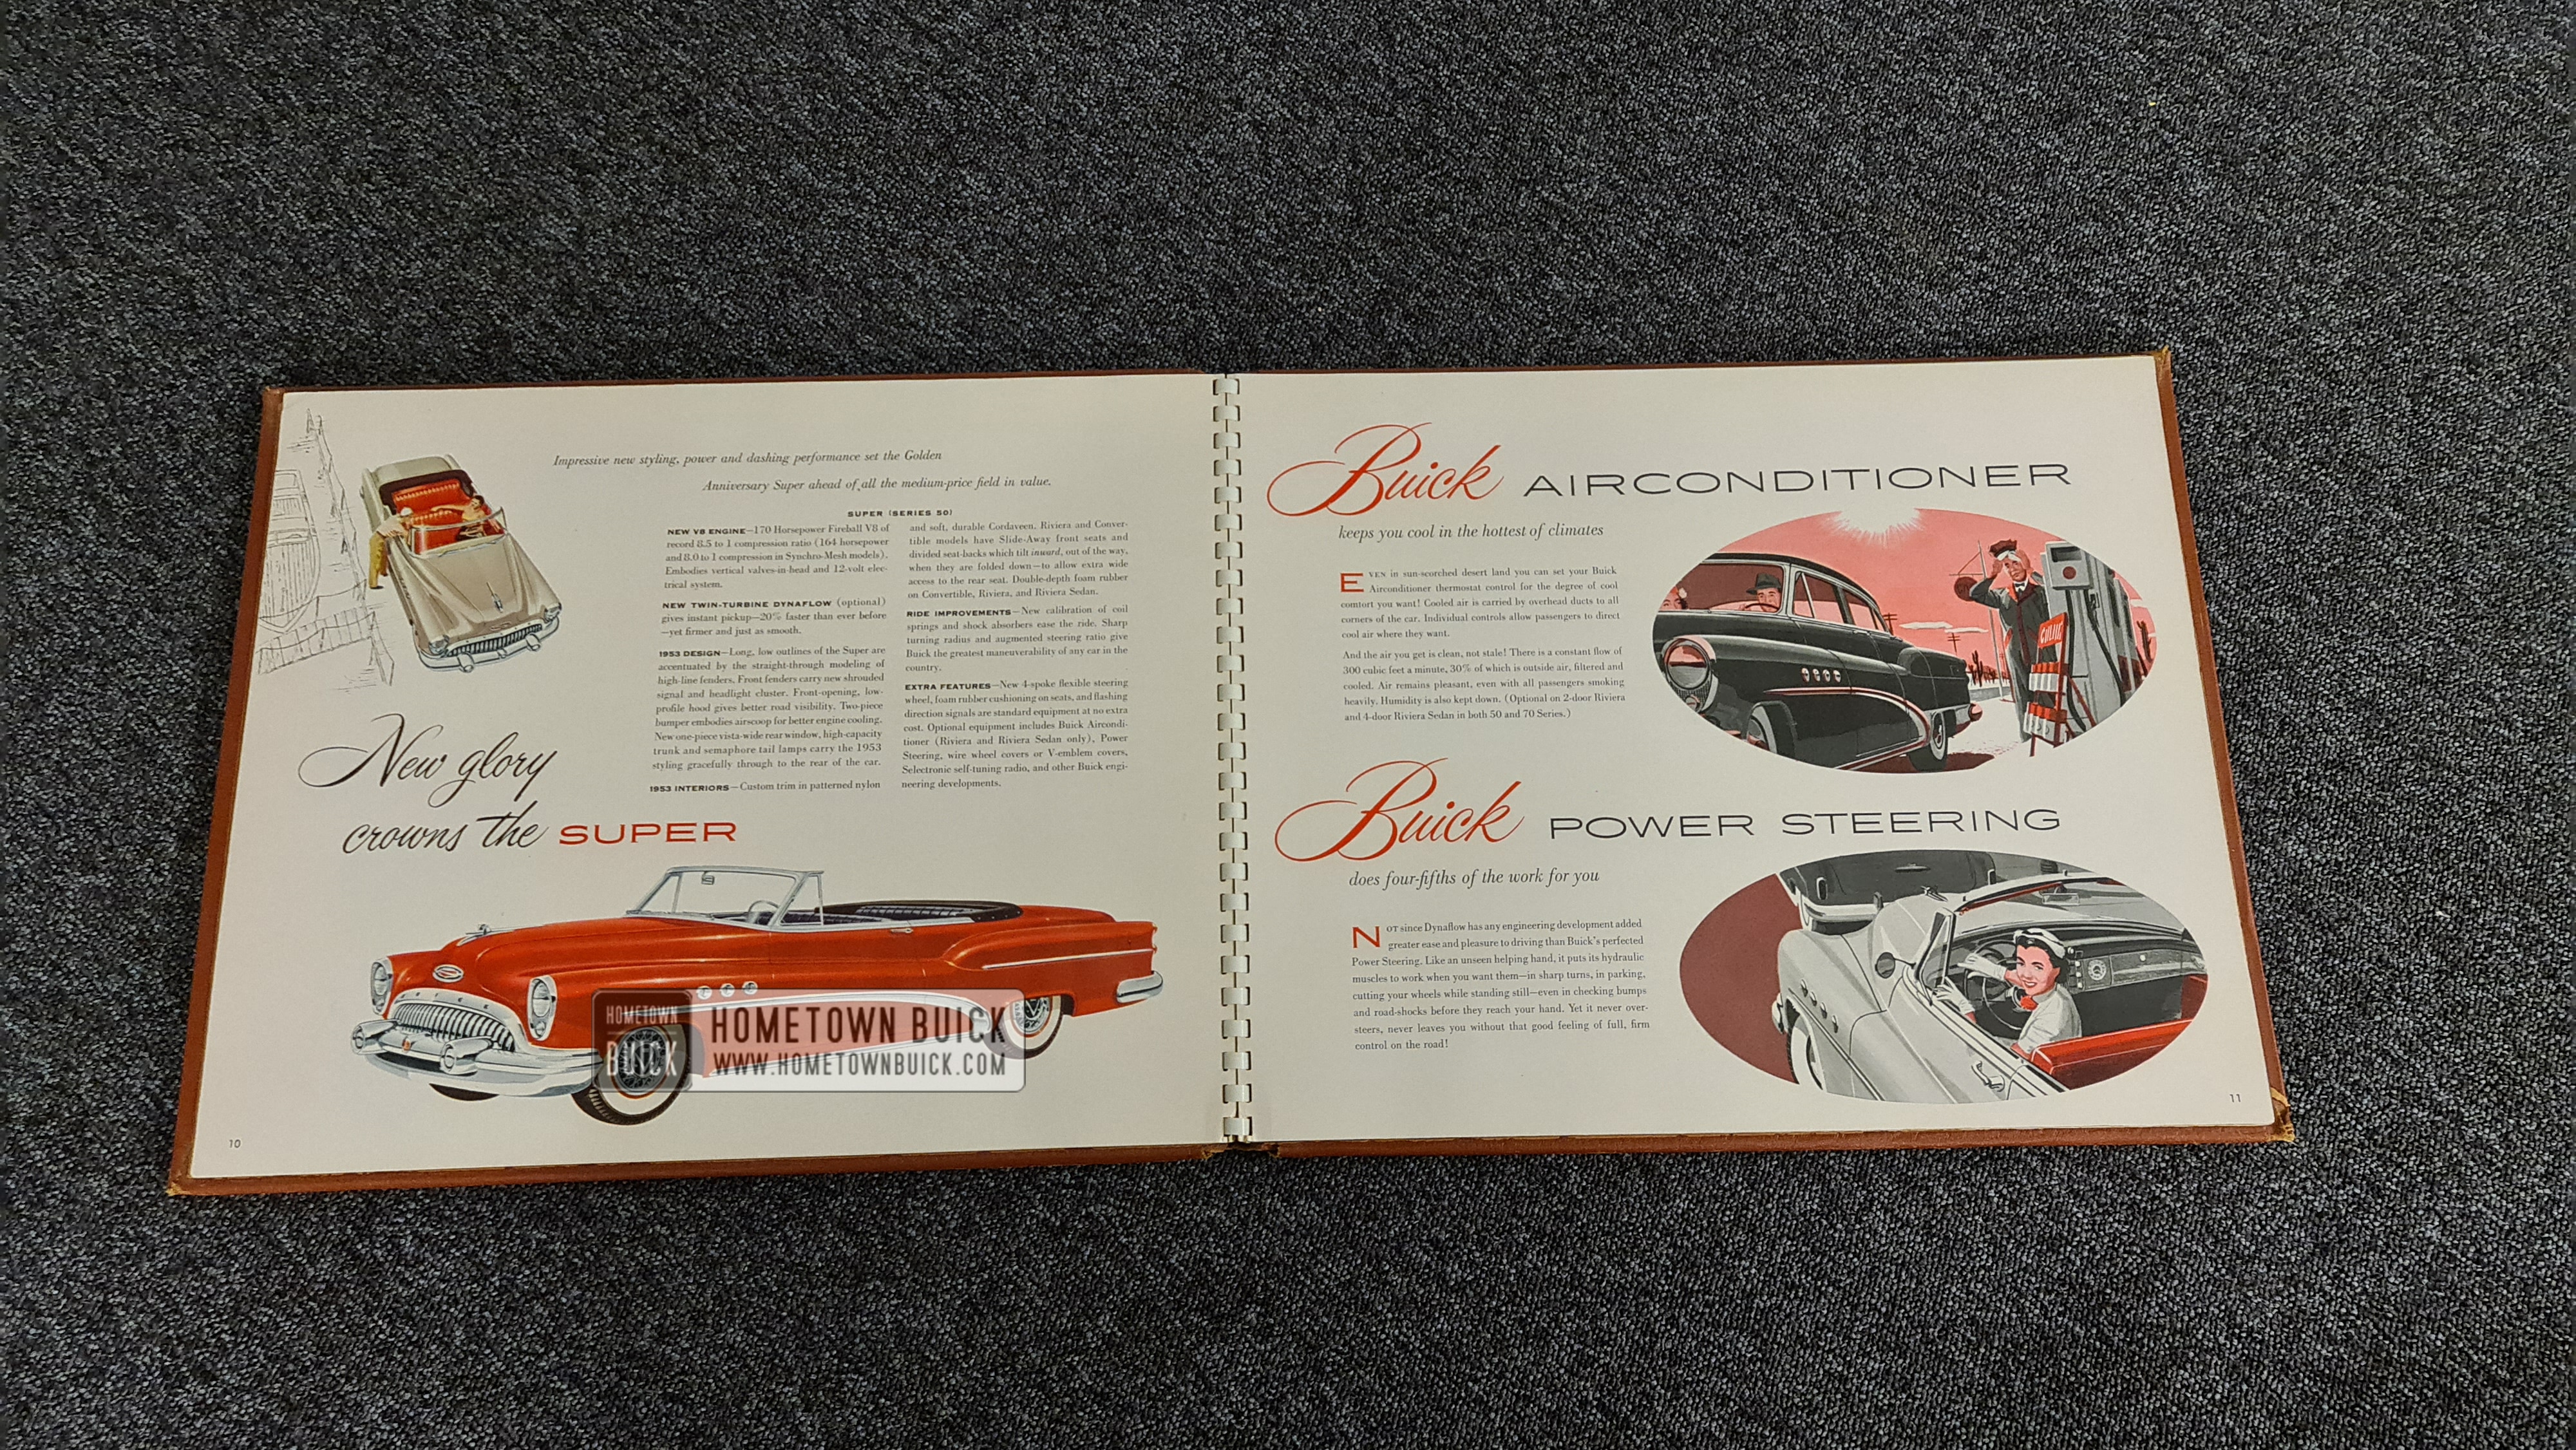 Impressive new styling, power and dashing performance set the Golden
Anniversary Super ahead of all the medium-price field in value.
SUPER (SERIES 50)
NEW V8 ENGINE—170 Horsepower Fireball V8 of
record 8.5 to 1 compression ratio (164 horsepower
and 8.0 to 1 compression in Synchro-Mesh models).
Embodies vertical valves-in-head and 12-volt elec-
trical system.
NEW TWIN-TURBINE DYNAFLOW (optional)
gives instant pickup—20% faster than ever before
—yet firmer and just as smooth.
1953 DESIGN—Long, low outlines of the Super are
accentuated by the straight-through modeling of
high-line fenders. Front fenders carry new shrouded
signal and headlight cluster. Front-opening, low-
profile hood gives better road visibility. Two-piece
bumper embodies airscoop for better engine cooling.
New one-piece vista-wide rear window, high-capacity
trunk and semaphore tail lamps carry the 1953
styling gracefully through to the rear of the car.
1953 INTERIORS—Custom trim in patterned nylon
and soft, durable Cordaveen. Riviera and Conver-
tible models have Slide-Away front seats and
divided seat-backs which tilt inward, out of the way,
when they are folded down—to allow extra wide
access to the rear seat. Double-depth foam rubber
on Convertible, Riviera, and Riviera Sedan.
RIDE IMPROVEMENTS—New calibration of coil
springs and shock absorbers ease the ride. Sharp
turning radius and augmented steering ratio give
Buick the greatest maneuverability of any car in the
country.
EXTRA FEATURES—New 4-spoke flexible steering
wheel, foam rubber cushioning on seats, and flashing
direction signals are standard equipment at no extra
cost. Optional equipment includes Buick Aircondi-
tioner (Riviera and Riviera Sedan only), Power
Steering, wire wheel covers or V-emblem covers,
Selectronic self-tuning radio, and other Buick engi-
neering developments.
New glory
crowns the SUPER
HOMETOWN
BUICK
HOMETOWN BUICK
WWW.HOMETOWNBUICK.COM
10
Buick AIRCONDITIONER
keeps you cool in the hottest of climates
EVEN in sun-scorched desert land you can set your Buick
Airconditioner thermostat control for the degree of cool
comfort you want! Cooled air is carried by overhead ducts to all
corners of the car. Individual controls allow passengers to direct
cool air where they want.
And the air you get is clean, not stale! There is a constant flow of
300 cubic feet a minute, 30% of which is outside air, filtered and
cooled. Air remains pleasant, even with all passengers smoking
heavily. Humidity is also kept down. (Optional on 2-door Riviera
and 4-door Riviera Sedan in both 50 and 70 Series.)
Buick POWER STEERING
does four-fifths of the work for you
NOT since Dynaflow has any engineering development added
greater ease and pleasure to driving than Buick's perfected
Power Steering. Like an unseen helping hand, it puts its hydraulic
muscles to work when you want them—in sharp turns, in parking,
cutting your wheels while standing still—even in checking bumps
and road-shocks before they reach your hand. Yet it never over-
steers, never leaves you without that good feeling of full, firm
control on the road!
11